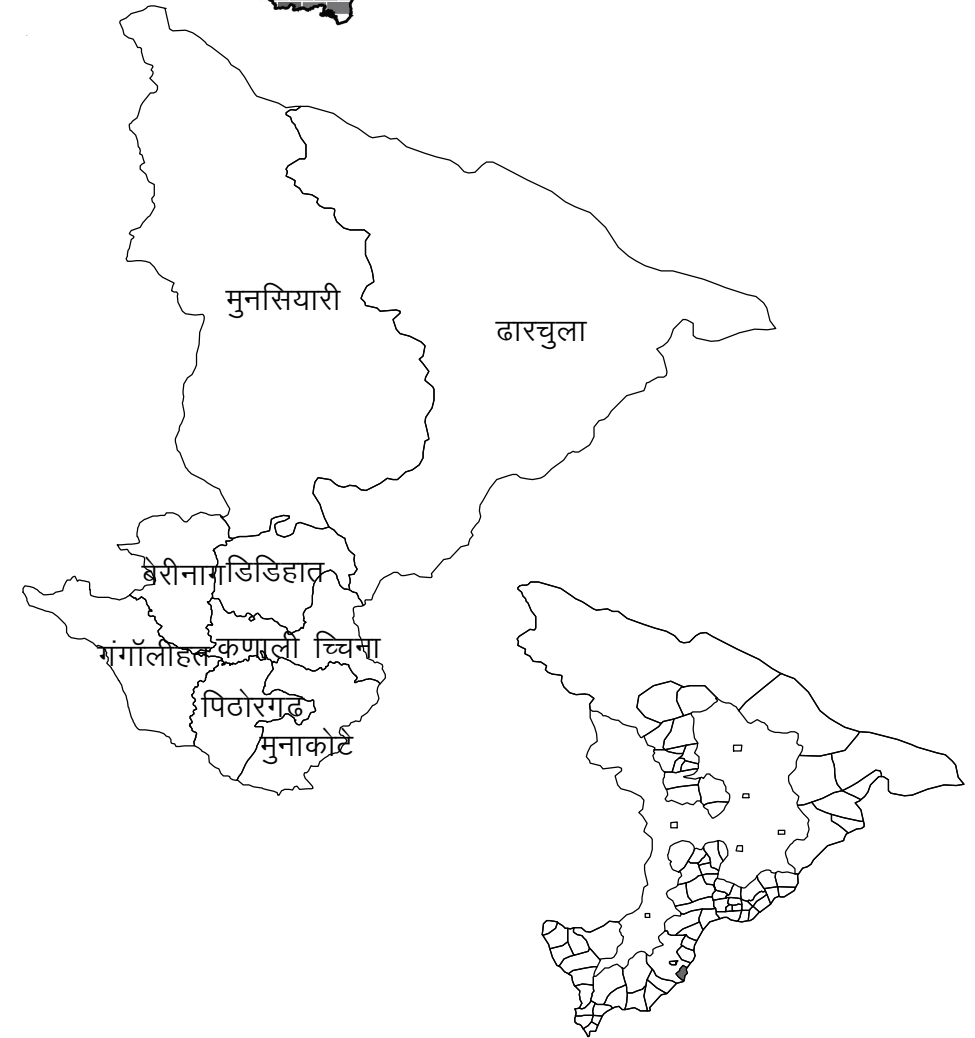 मुनसियारी
ढारचुला
बेरीनाग
डिडिहात
गंगॉलीहत
कणाली च्चिना
पिठोरगढ
मुनाकोटे